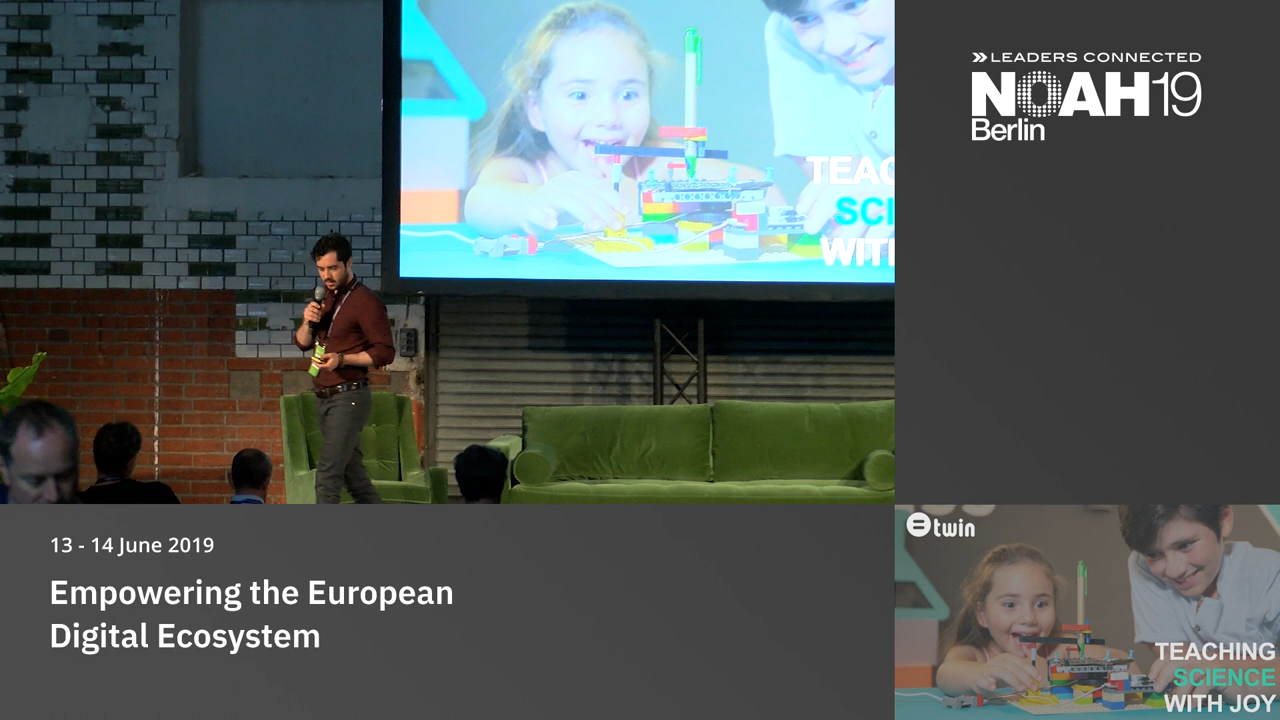 TEAC
SCI
WITH
LEADERS CONNECTED
NOAH19
Berlin
13 - 14 June 2019
Empowering the European
Digital Ecosystem
twin
TEACHING
SCIENCE
WITH JOY